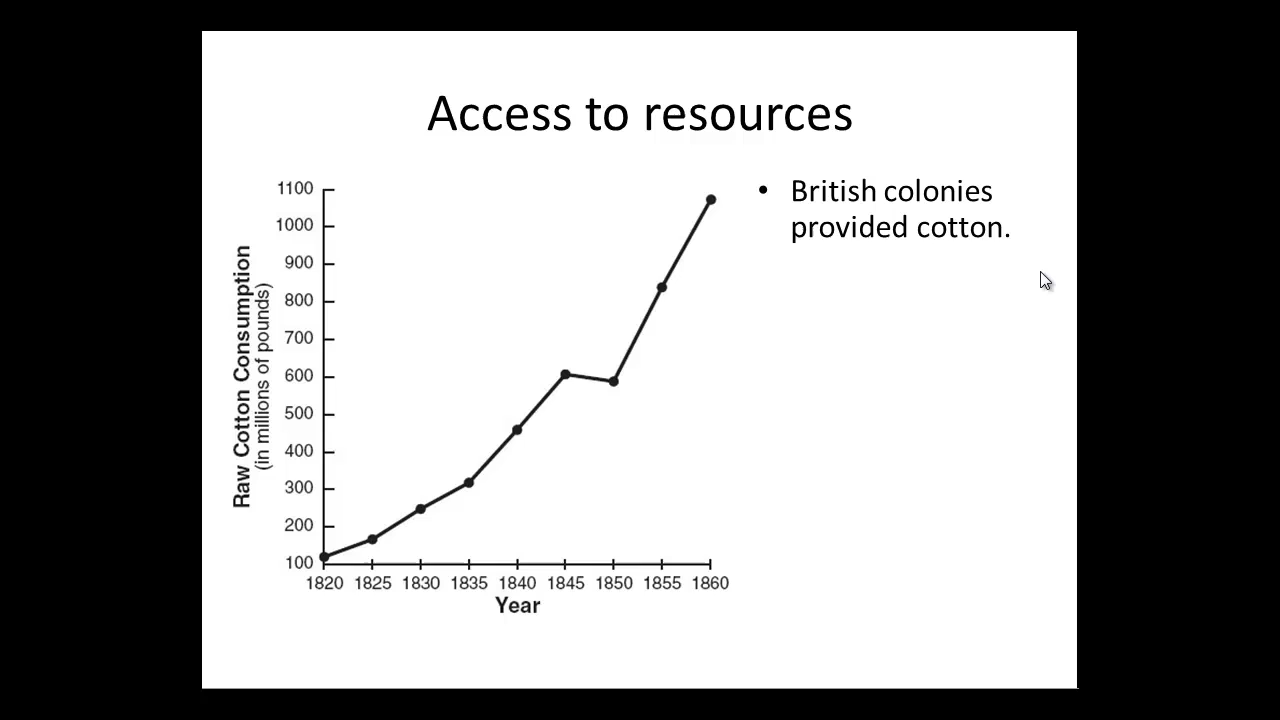 Access to resources
1100
1000
900
800
700
600
500
400
300
200
100
Raw Cotton Consumption
(in millions of pounds)
1820 1825 1830 1835 1840 1845 1850 1855 1860
Year
• British colonies
provided cotton.